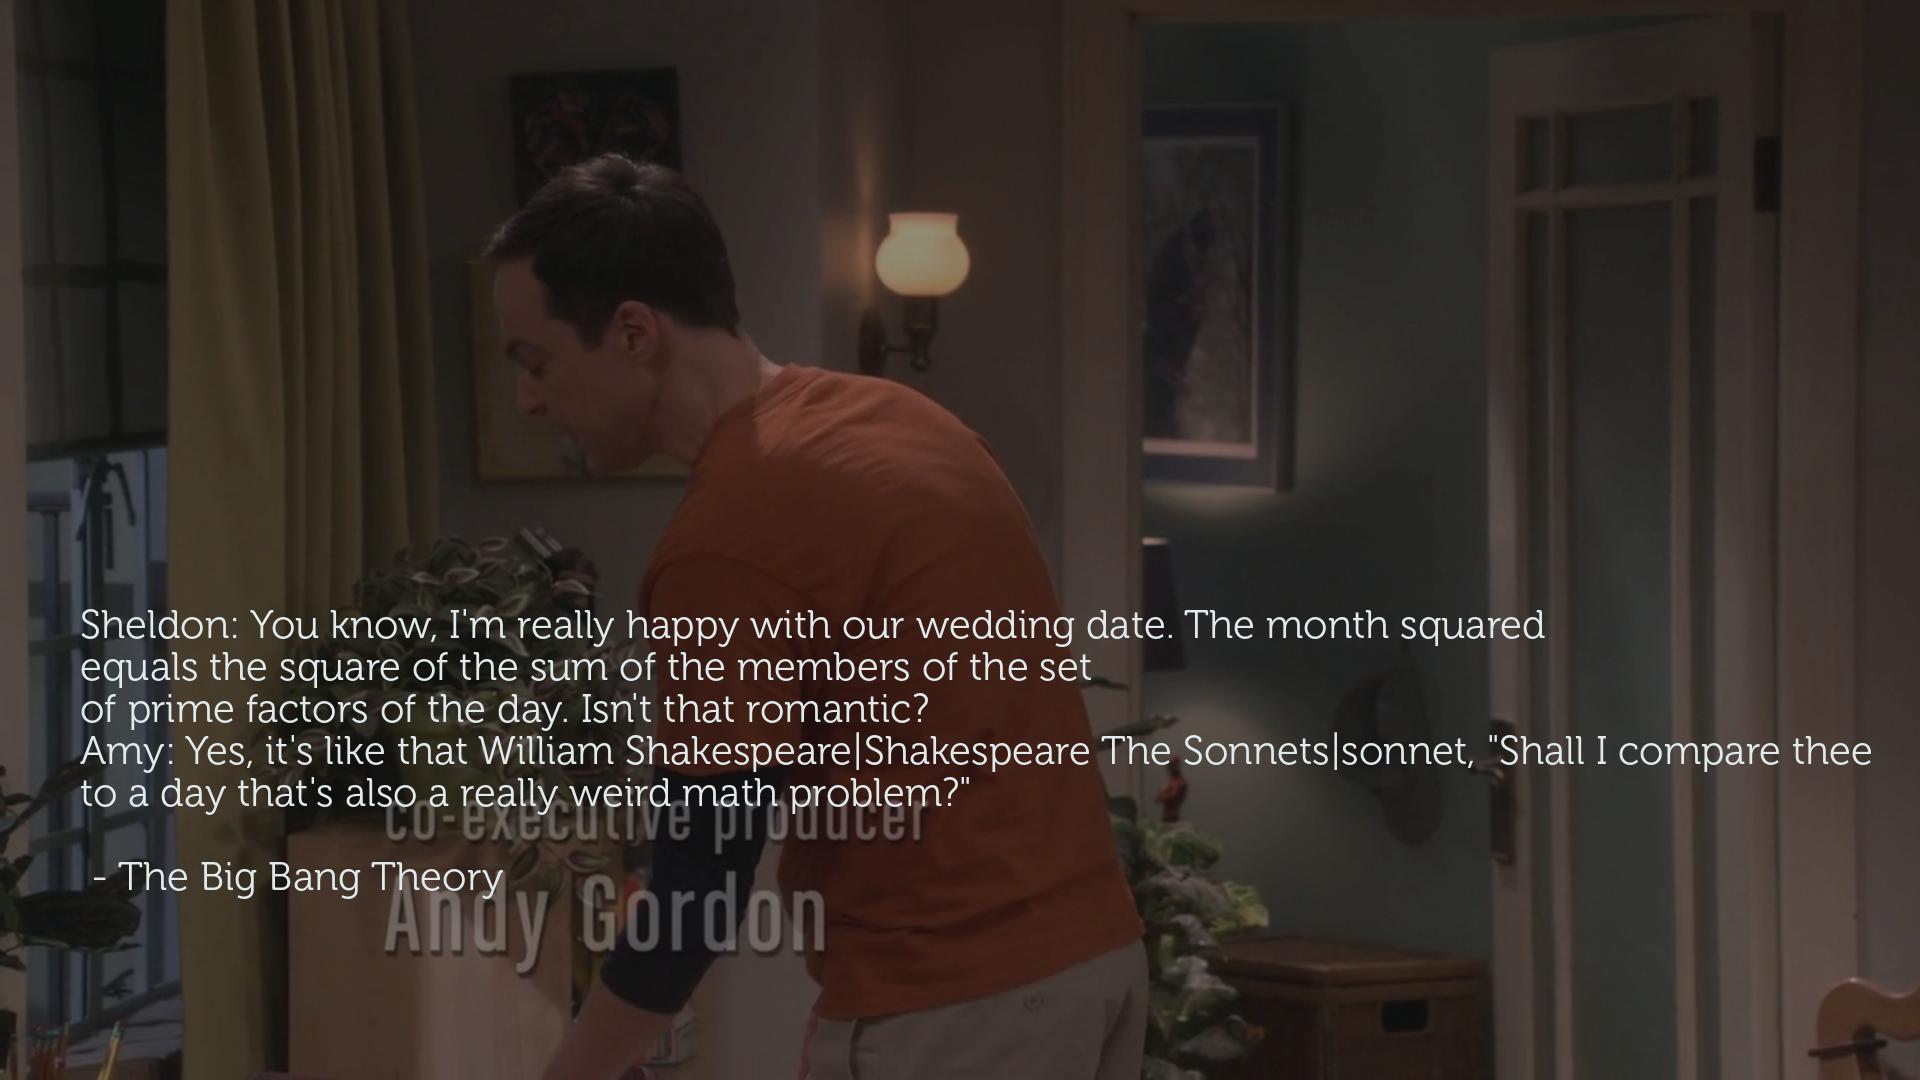 Sheldon: You know, I'm really happy with our wedding date. The month squared
equals the square of the sum of the members of the set
of prime factors of the day. Isn't that romantic?
Amy: Yes, it's like that William Shakespeare|Shakespeare The Sonnets|sonnet, "Shall I compare thee
to a day that's also a really weird math problem?"
co-executive producer
- The Big Bang Theory
Andy Gordon